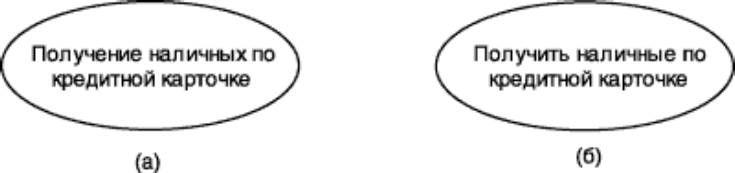 Получение наличных по
кредитной карточке
(а)
Получить наличные по
кредитной карточке
(б)